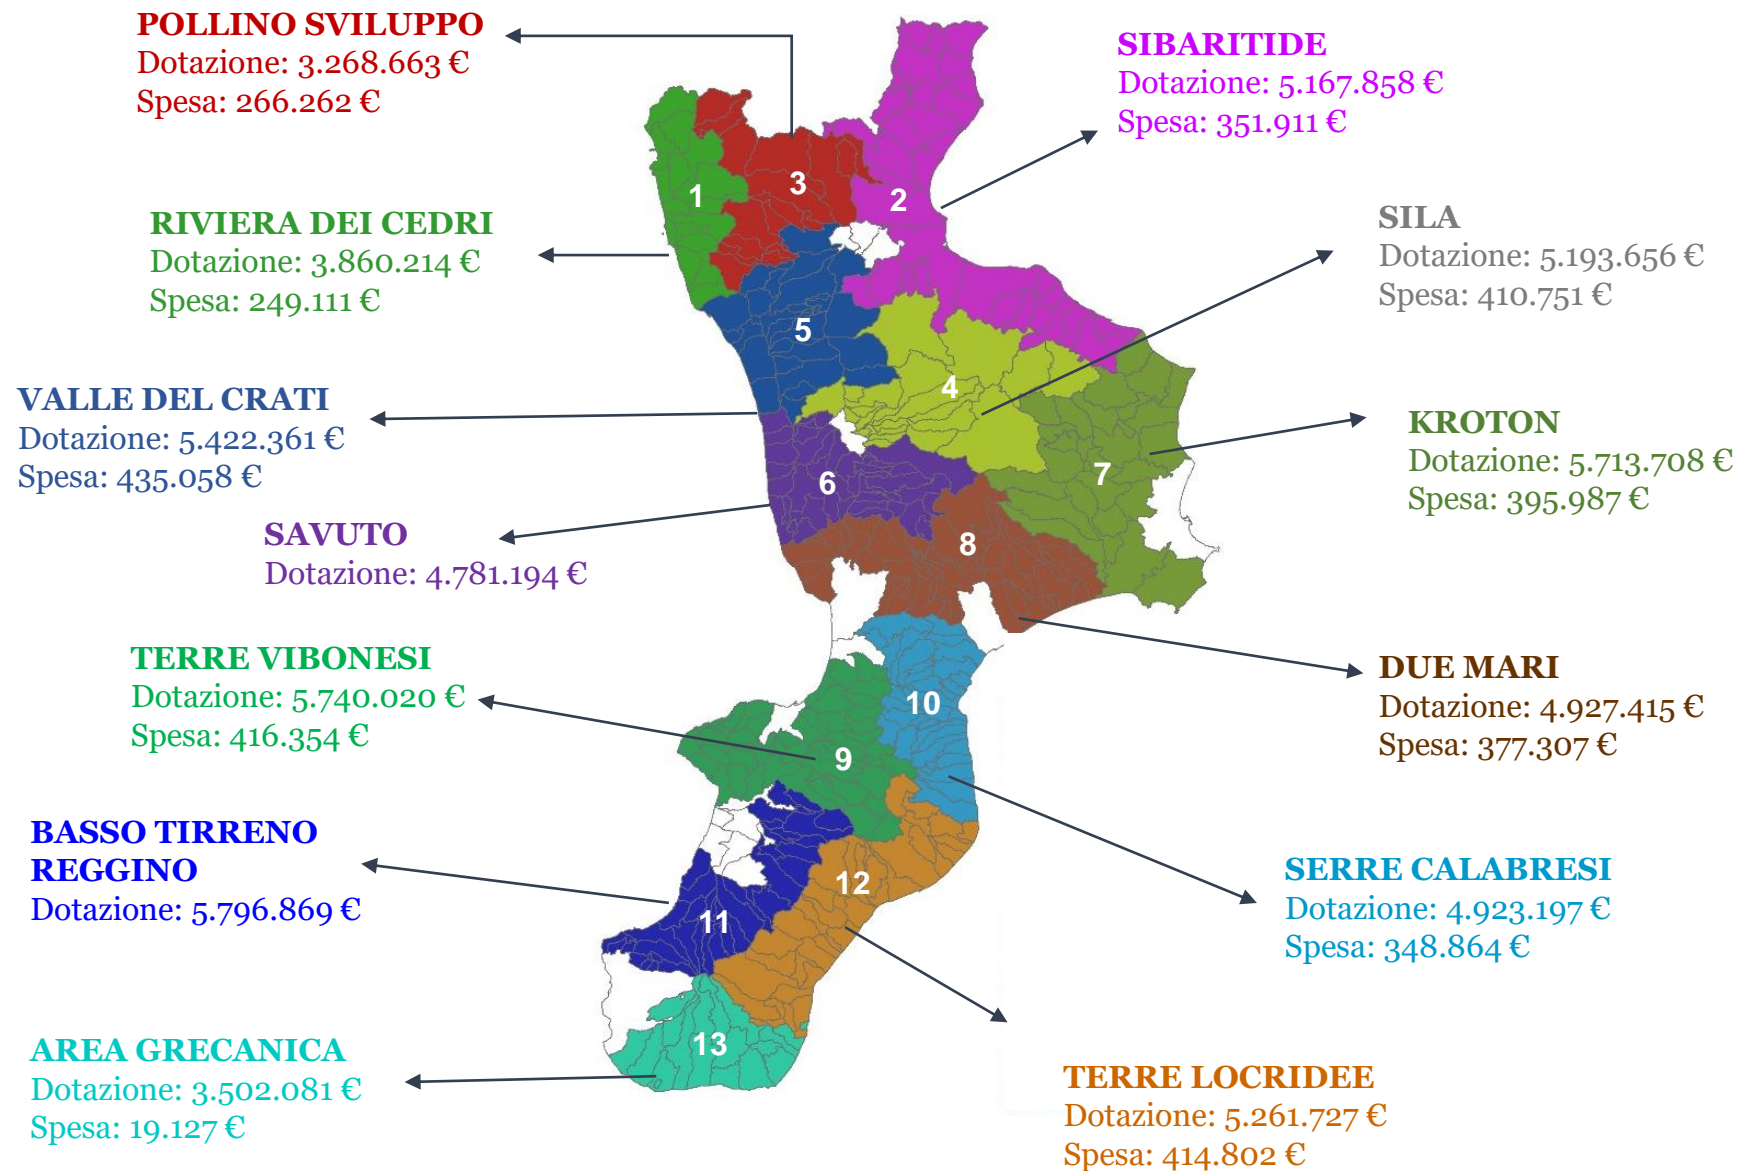 POLLINO SVILUPPO
Dotazione: 3.268.663 €
Spesa: 266.262 €
SIBARITIDE
Dotazione: 5.167.858 €
Spesa: 351.911 €
RIVIERA DEI CEDRI
Dotazione: 3.860.214 €
Spesa: 249.111 €
SILA
Dotazione: 5.193.656 €
Spesa: 410.751 €
VALLE DEL CRATI
Dotazione: 5.422.361 €
Spesa: 435.058 €
KROTON
Dotazione: 5.713.708 €
Spesa: 395.987 €
SAVUTO
Dotazione: 4.781.194 €
TERRE VIBONESI
Dotazione: 5.740.020 €
Spesa: 416.354 €
DUE MARI
Dotazione: 4.927.415 €
Spesa: 377.307 €
BASSO TIRRENO
REGGINO
Dotazione: 5.796.869 €
SERRE CALABRESI
Dotazione: 4.923.197 €
Spesa: 348.864 €
AREA GRECANICA
Dotazione: 3.502.081 €
Spesa: 19.127 €
TERRE LOCRIDEE
Dotazione: 5.261.727 €
Spesa: 414.802 €
1
3
2
5
4
6
7
8
10
9
12
11
13